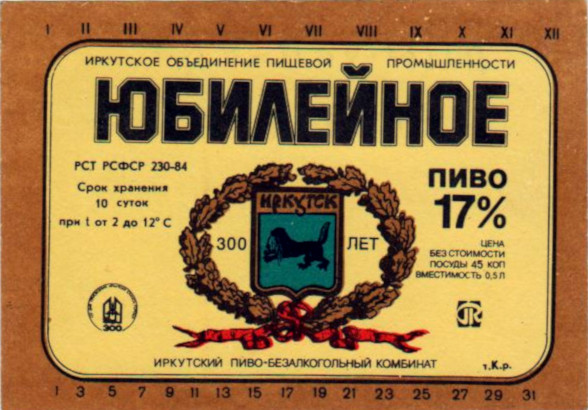 I II III IV V VI VII VIII IX X XI XII
ИРКУТСКОЕ ОБЪЕДИНЕНИЕ ПИЩЕВОЙ ПРОМЫШЛЕННОСТИ
ЮБИЛЕЙНОЕ
РСТ РСФСР 230-84
Срок хранения
10 суток
при t от 2 до 12° С
ИРКУТСК
300 ЛЕТ
ПИВО
17%
ЦЕНА
БЕЗ СТОИМОСТИ
ПОСУДЫ 45 КОП
ВМЕСТИМОСТЬ 0,5 Л
300
ИРКУТСКИЙ ПИВО-БЕЗАЛКОГОЛЬНЫЙ КОМБИНАТ
т.К.р.
1 3 5 7 9 11 13 15 17 19 21 23 25 27 29 31